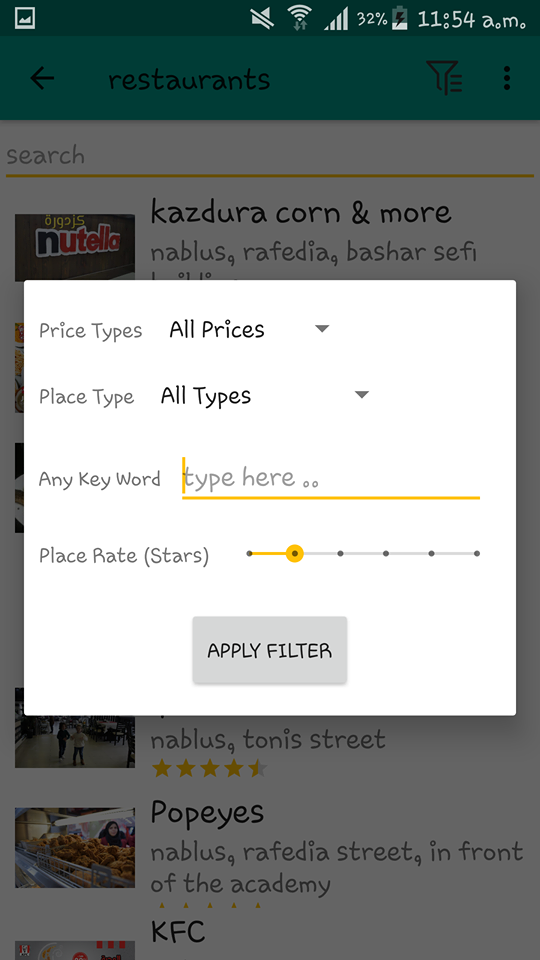 32% 11:54 a.m.
restaurants
search
كزدورة
nutella
kazdura corn & more
nablus, rafedia, bashar sefi
Price Types All Prices
Place Type All Types
Any Key Word type here ..
Place Rate (Stars)
APPLY FILTER
nablus, tonis street
Popeyes
nablus, rafedia street, in front
of the academy
KFC